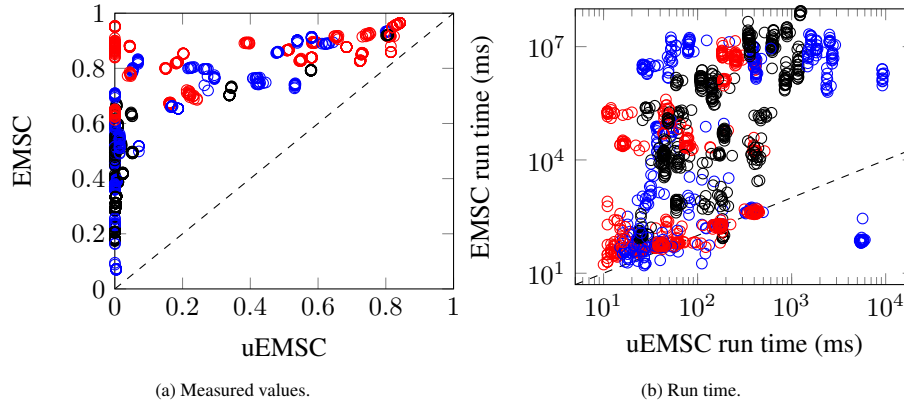 1
0.8
0.6
0.4
0.2
0
0 0.2 0.4 0.6 0.8 1
EMSC
uEMSC
(a) Measured values.
10^7
10^4
10^1
10^1 10^2 10^3 10^4
EMSC run time (ms)
uEMSC run time (ms)
(b) Run time.